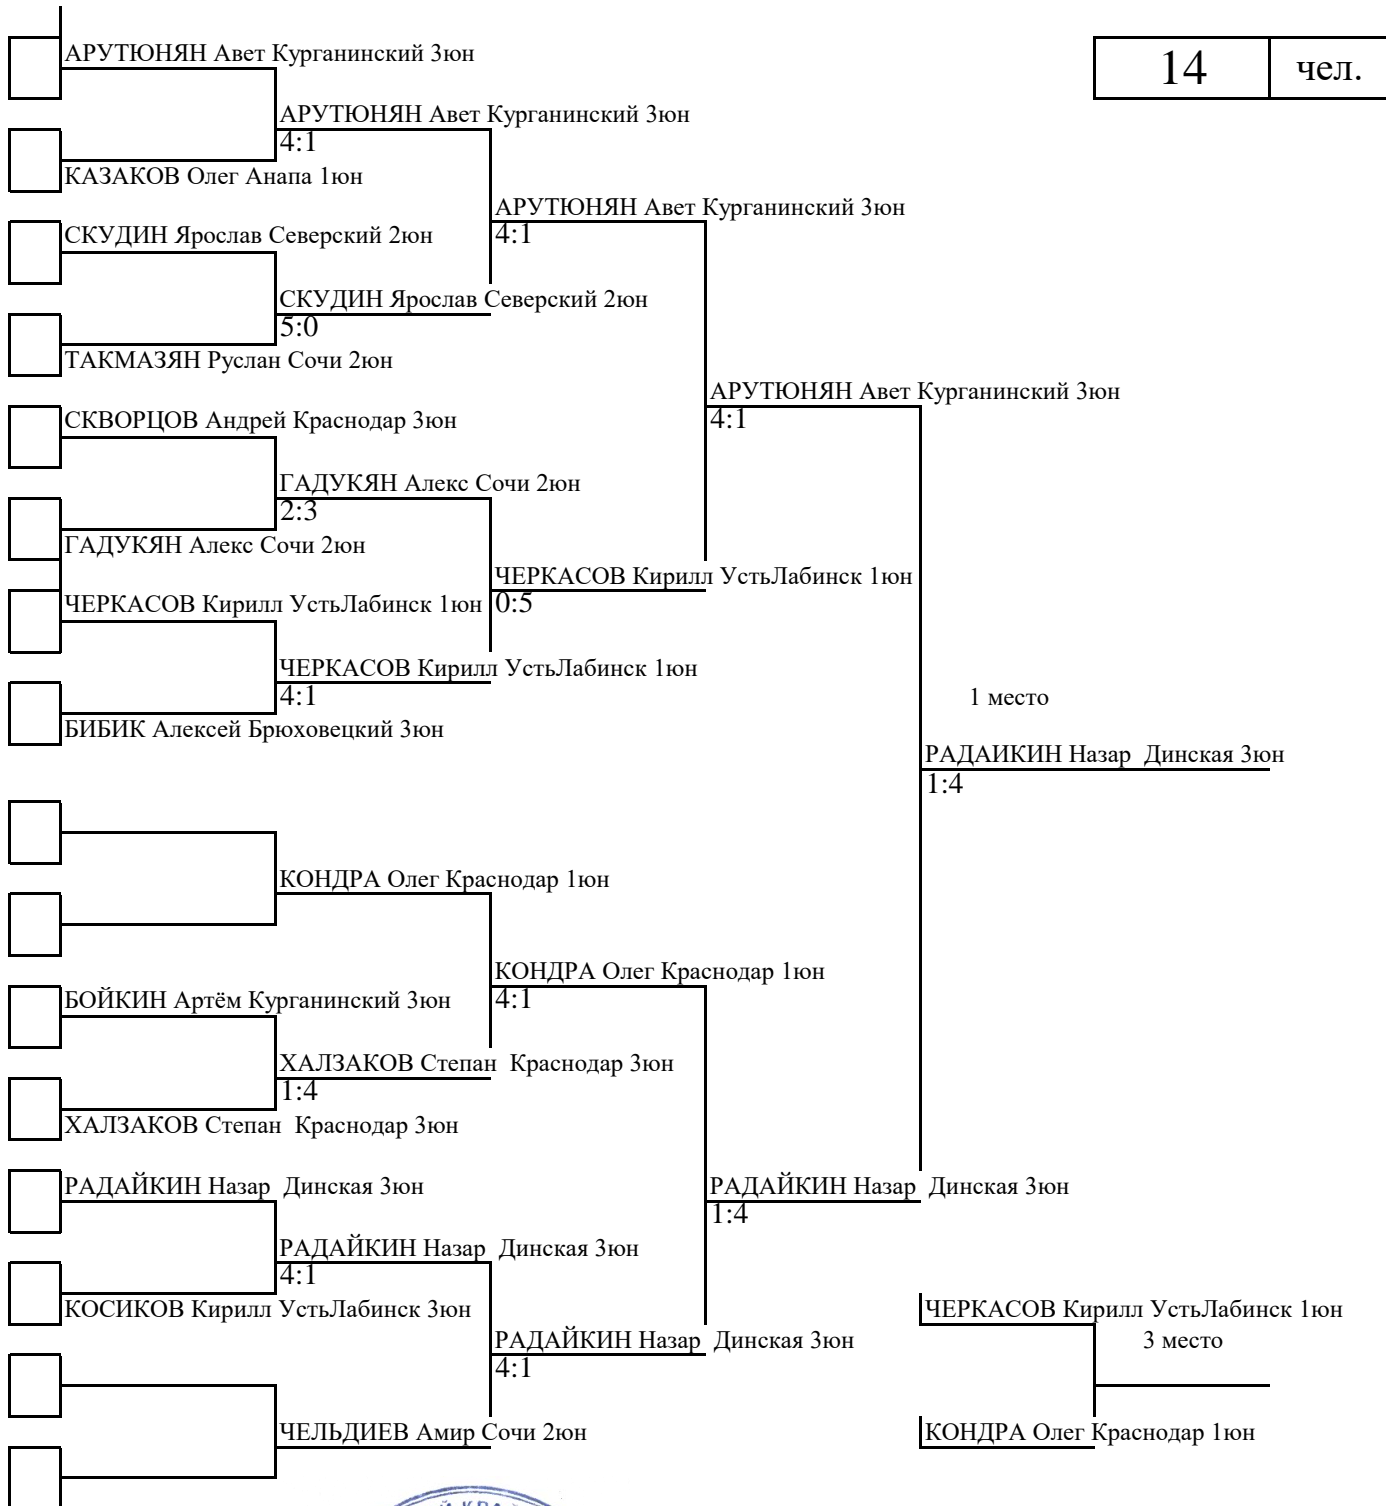 АРУТЮНЯН Авет Курганинский 3юн
14 чел.
АРУТЮНЯН Авет Курганинский 3юн
4:1
КАЗАКОВ Олег Анапа 1юн
АРУТЮНЯН Авет Курганинский 3юн
4:1
СКУДИН Ярослав Северский 2юн
СКУДИН Ярослав Северский 2юн
5:0
ТАКМАЗЯН Руслан Сочи 2юн
АРУТЮНЯН Авет Курганинский 3юн
4:1
СКВОРЦОВ Андрей Краснодар 3юн
ГАДУКЯН Алекс Сочи 2юн
2:3
ГАДУКЯН Алекс Сочи 2юн
ЧЕРКАСОВ Кирилл УстьЛабинск 1юн
0:5
ЧЕРКАСОВ Кирилл УстьЛабинск 1юн
ЧЕРКАСОВ Кирилл УстьЛабинск 1юн
4:1
БИБИК Алексей Брюховецкий 3юн
1 место
РАДАИКИН Назар Динская 3юн
1:4
КОНДРА Олег Краснодар 1юн
КОНДРА Олег Краснодар 1юн
4:1
БОЙКИН Артём Курганинский 3юн
ХАЛЗАКОВ Степан Краснодар 3юн
1:4
ХАЛЗАКОВ Степан Краснодар 3юн
РАДАЙКИН Назар Динская 3юн
РАДАЙКИН Назар Динская 3юн
1:4
РАДАЙКИН Назар Динская 3юн
4:1
КОСИКОВ Кирилл УстьЛабинск 3юн
РАДАЙКИН Назар Динская 3юн
4:1
ЧЕРКАСОВ Кирилл УстьЛабинск 1юн
3 место
ЧЕЛЬДИЕВ Амир Сочи 2юн
КОНДРА Олег Краснодар 1юн